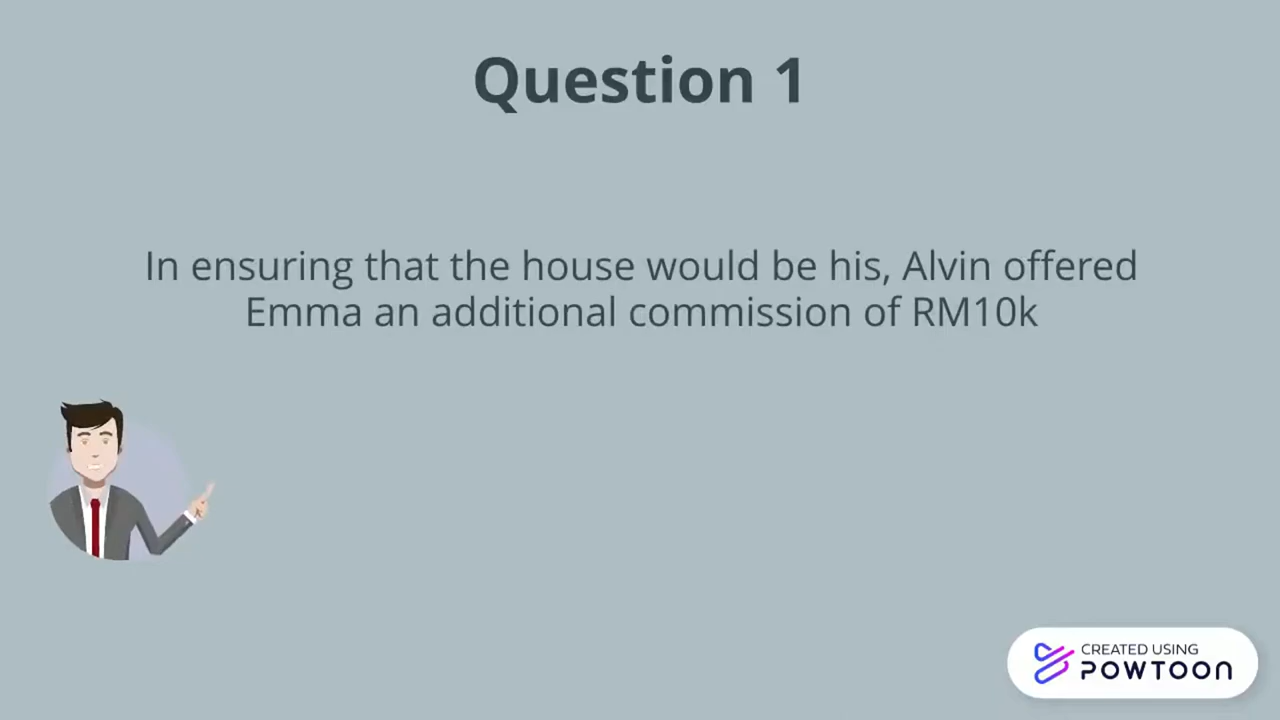 Question 1
In ensuring that the house would be his, Alvin offered
Emma an additional commission of RM10k
CREATED USING
POWTOON